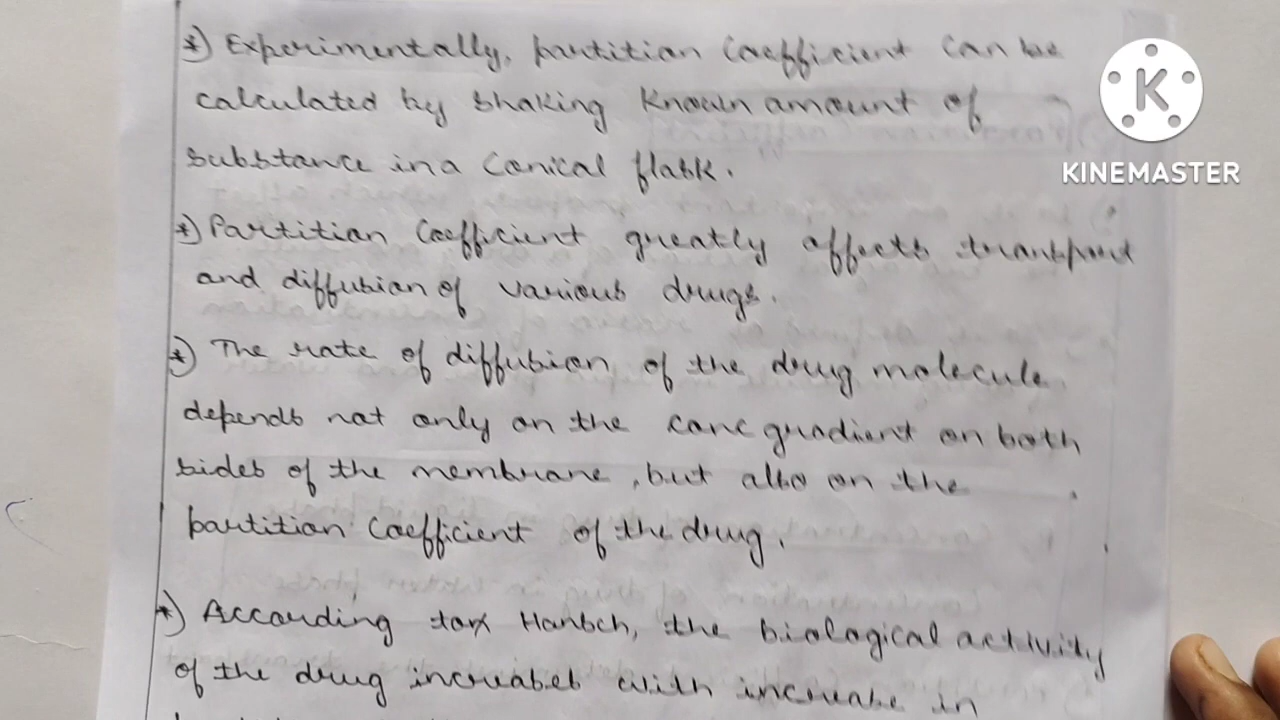 *) Experimentally, partition coefficient can be
calculated by shaking known amount of
substance in a conical flask.
*) Partition coefficient greatly affects transport
and diffusion of various drugs.
*) The rate of diffusion of the drug molecule
depends not only on the conc gradient on both
sides of the membrane, but also on the
partition coefficient of the drug.
*) According to Hansch, the biological activity
of the drug increases with increase in
K
KINEMASTER